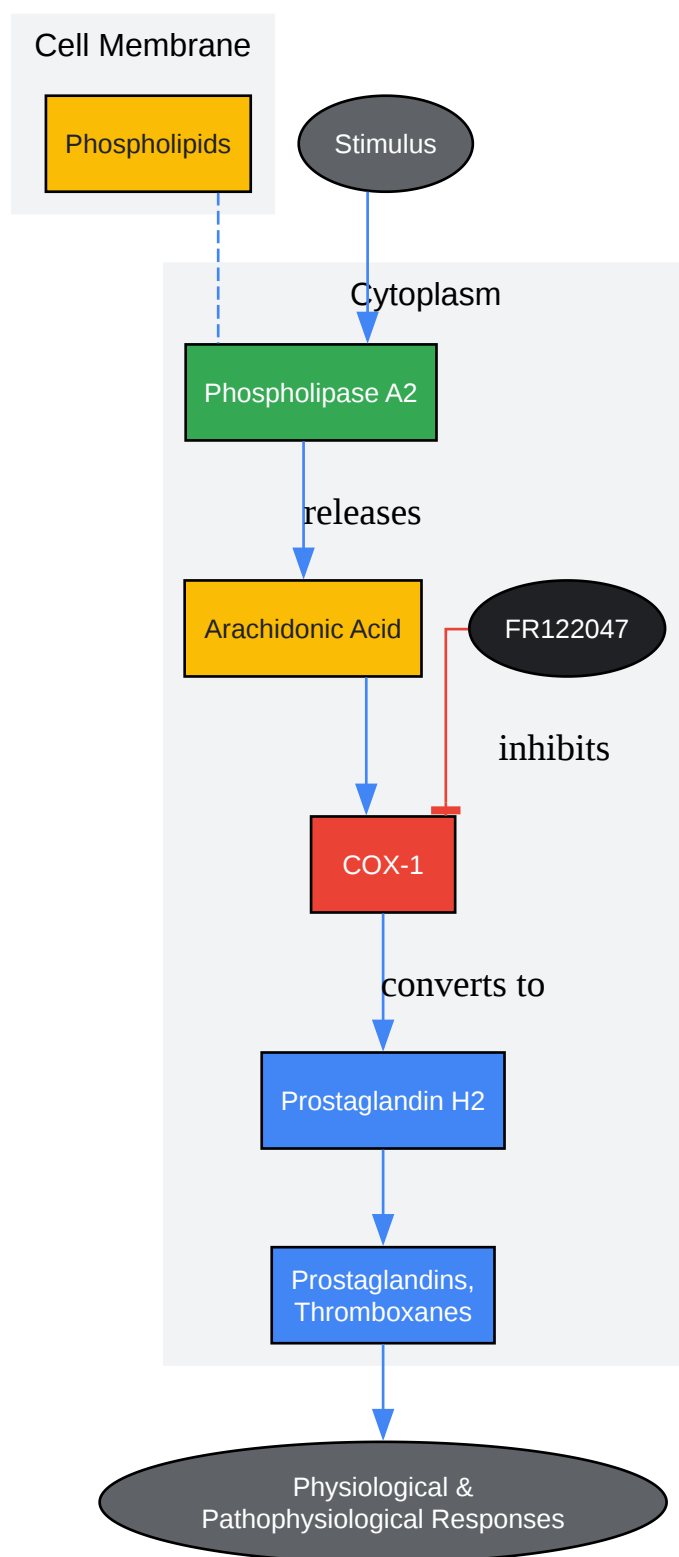 Cell Membrane
Phospholipids
Stimulus
Cytoplasm
Phospholipase A2
releases
Arachidonic Acid
FR122047
inhibits
COX-1
converts to
Prostaglandin H2
Prostaglandins,
Thromboxanes
Physiological &
Pathophysiological Responses